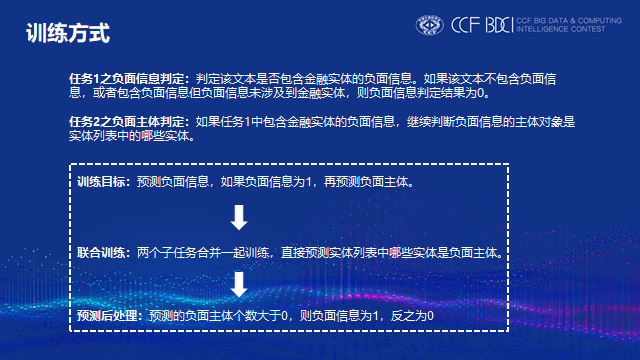 训练方式
CCF BDCI
CCF BIG DATA & COMPUTING
INTELLIGENCE CONTEST
任务1之负面信息判定：判定该文本是否包含金融实体的负面信息。如果该文本不包含负面信
息，或者包含负面信息但负面信息未涉及到金融实体，则负面信息判定结果为0。
任务2之负面主体判定：如果任务1中包含金融实体的负面信息，继续判断负面信息的主体对象是
实体列表中的哪些实体。
训练目标：预测负面信息，如果负面信息为1，再预测负面主体。
联合训练：两个子任务合并一起训练，直接预测实体列表中哪些实体是负面主体。
预测后处理：预测的负面主体个数大于0，则负面信息为1，反之为0